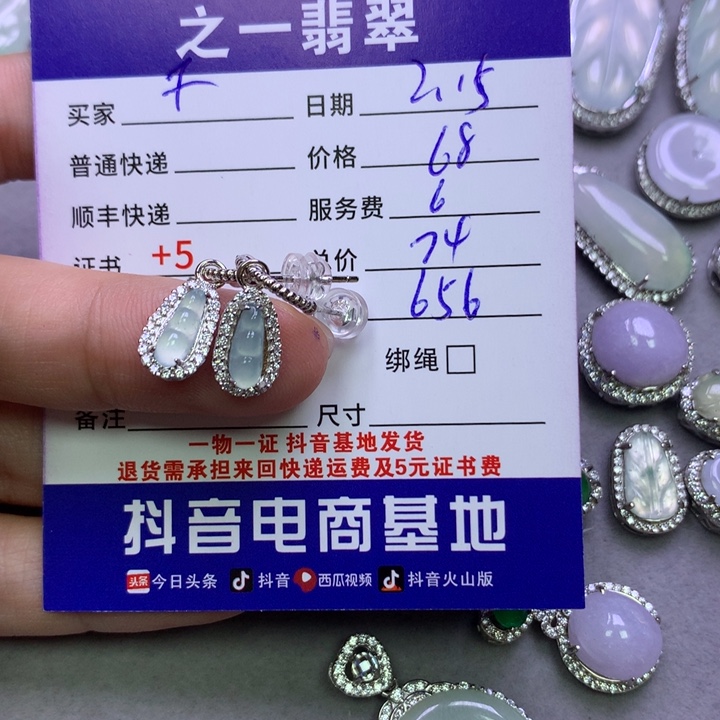 之一翡翠
买家 日期 2.15
普通快递 价格 68
顺丰快递 服务费 6
证书 +5 总价 74
656
绑绳
备注 尺寸
一物一证 抖音基地发货
退货需承担来回快递运费及5元证书费
抖音电商基地
头条 今日头条 抖音 西瓜视频 抖音火山版